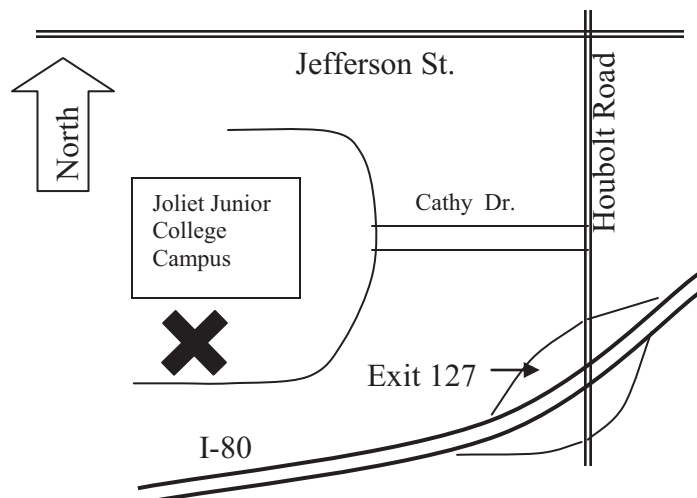 Jefferson St.
North
Houbolt Road
Joliet Junior
College
Campus
Cathy Dr.
Exit 127
I-80